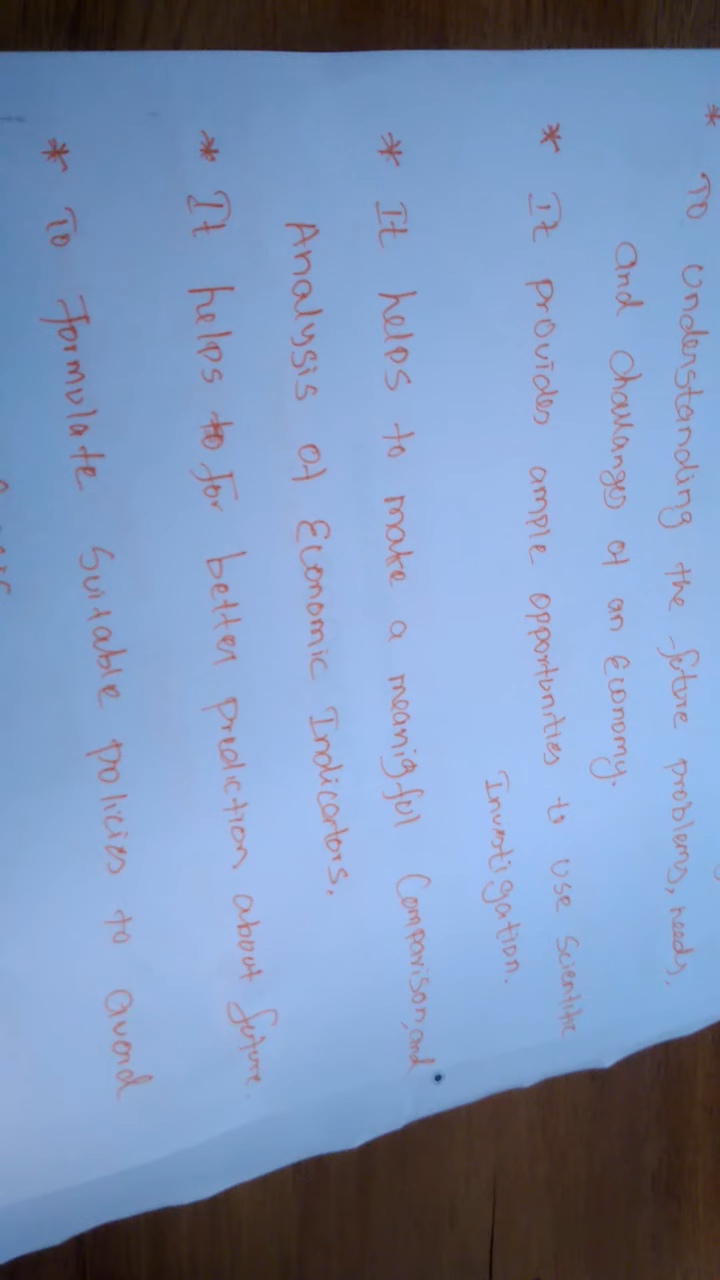 * To understanding the future problems, needs,
and challanges of an Economy.
* It provides ample opportunities to use Scientific
Investigation.
* It helps to make a meanigful Comparison, and
Analysis of Economic Indicators.
* It helps to for better prediction about future.
* To formulate Suitable policies to avoid